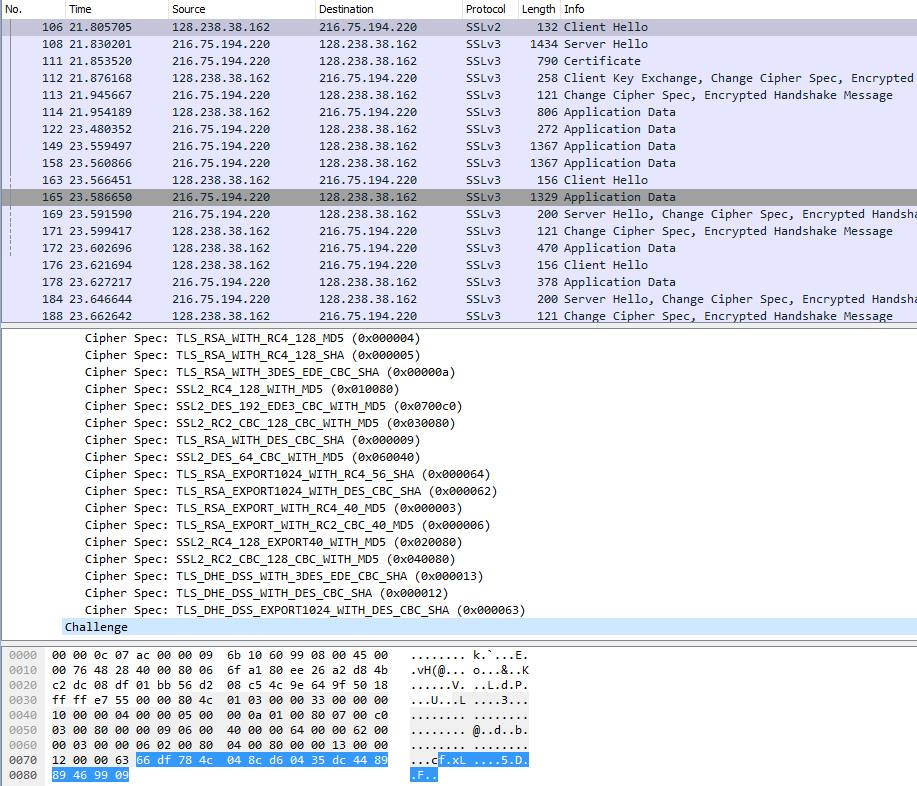 No. Time Source Destination Protocol Length Info
106 21.805705 128.238.38.162 216.75.194.220 SSLv2 132 Client Hello
108 21.830201 216.75.194.220 128.238.38.162 SSLv3 1434 Server Hello
111 21.853520 216.75.194.220 128.238.38.162 SSLv3 790 Certificate
112 21.876168 128.238.38.162 216.75.194.220 SSLv3 258 Client Key Exchange, Change Cipher Spec, Encrypted
113 21.945667 216.75.194.220 128.238.38.162 SSLv3 121 Change Cipher Spec, Encrypted Handshake Message
114 21.954189 128.238.38.162 216.75.194.220 SSLv3 806 Application Data
122 23.480352 216.75.194.220 128.238.38.162 SSLv3 272 Application Data
149 23.559497 216.75.194.220 128.238.38.162 SSLv3 1367 Application Data
158 23.560866 216.75.194.220 128.238.38.162 SSLv3 1367 Application Data
163 23.566451 128.238.38.162 216.75.194.220 SSLv3 156 Client Hello
165 23.586650 216.75.194.220 128.238.38.162 SSLv3 1329 Application Data
169 23.591590 216.75.194.220 128.238.38.162 SSLv3 200 Server Hello, Change Cipher Spec, Encrypted Handsha
171 23.599417 128.238.38.162 216.75.194.220 SSLv3 121 Change Cipher Spec, Encrypted Handshake Message
172 23.602696 128.238.38.162 216.75.194.220 SSLv3 470 Application Data
176 23.621694 128.238.38.162 216.75.194.220 SSLv3 156 Client Hello
178 23.627217 216.75.194.220 128.238.38.162 SSLv3 378 Application Data
184 23.646644 216.75.194.220 128.238.38.162 SSLv3 200 Server Hello, Change Cipher Spec, Encrypted Handsha
188 23.662642 128.238.38.162 216.75.194.220 SSLv3 121 Change Cipher Spec, Encrypted Handshake Message
Cipher Spec: TLS_RSA_WITH_RC4_128_MD5 (0x000004)
Cipher Spec: TLS_RSA_WITH_RC4_128_SHA (0x000005)
Cipher Spec: TLS_RSA_WITH_3DES_EDE_CBC_SHA (0x00000a)
Cipher Spec: SSL2_RC4_128_WITH_MD5 (0x010080)
Cipher Spec: SSL2_DES_192_EDE3_CBC_WITH_MD5 (0x0700c0)
Cipher Spec: SSL2_RC2_CBC_128_CBC_WITH_MD5 (0x030080)
Cipher Spec: TLS_RSA_WITH_DES_CBC_SHA (0x000009)
Cipher Spec: SSL2_DES_64_CBC_WITH_MD5 (0x060040)
Cipher Spec: TLS_RSA_EXPORT1024_WITH_RC4_56_SHA (0x000064)
Cipher Spec: TLS_RSA_EXPORT1024_WITH_DES_CBC_SHA (0x000062)
Cipher Spec: TLS_RSA_EXPORT_WITH_RC4_40_MD5 (0x000003)
Cipher Spec: TLS_RSA_EXPORT_WITH_RC2_CBC_40_MD5 (0x000006)
Cipher Spec: SSL2_RC4_128_EXPORT40_WITH_MD5 (0x020080)
Cipher Spec: SSL2_RC2_CBC_128_CBC_WITH_MD5 (0x040080)
Cipher Spec: TLS_DHE_DSS_WITH_3DES_EDE_CBC_SHA (0x000013)
Cipher Spec: TLS_DHE_DSS_WITH_DES_CBC_SHA (0x000012)
Cipher Spec: TLS_DHE_DSS_EXPORT1024_WITH_DES_CBC_SHA (0x000063)
Challenge
0000 00 00 0c 07 ac 00 00 09 6b 10 60 99 08 00 45 00 ........ k.`...E.
0010 00 76 48 28 40 00 80 06 6f a1 80 ee 26 a2 d8 4b .vH(@... o...&..K
0020 c2 dc 08 df 01 bb 56 d2 08 c5 4c 9e 64 9f 50 18 ......V. ..L.d.P.
0030 ff ff e7 55 00 00 80 4c 01 03 00 00 33 00 00 00 ...U...L ....3...
0040 10 00 00 04 00 00 05 00 00 0a 01 00 80 07 00 c0 ........ ........
0050 03 00 80 00 00 09 06 00 40 00 00 64 00 00 62 00 ........ @..d..b.
0060 00 03 00 00 06 02 00 80 04 00 80 00 00 13 00 00 ........ ........
0070 12 00 00 63 66 df 78 4c 04 8c d6 04 35 dc 44 89 ...cf.xL ....5.D.
0080 89 46 99 09 .F..